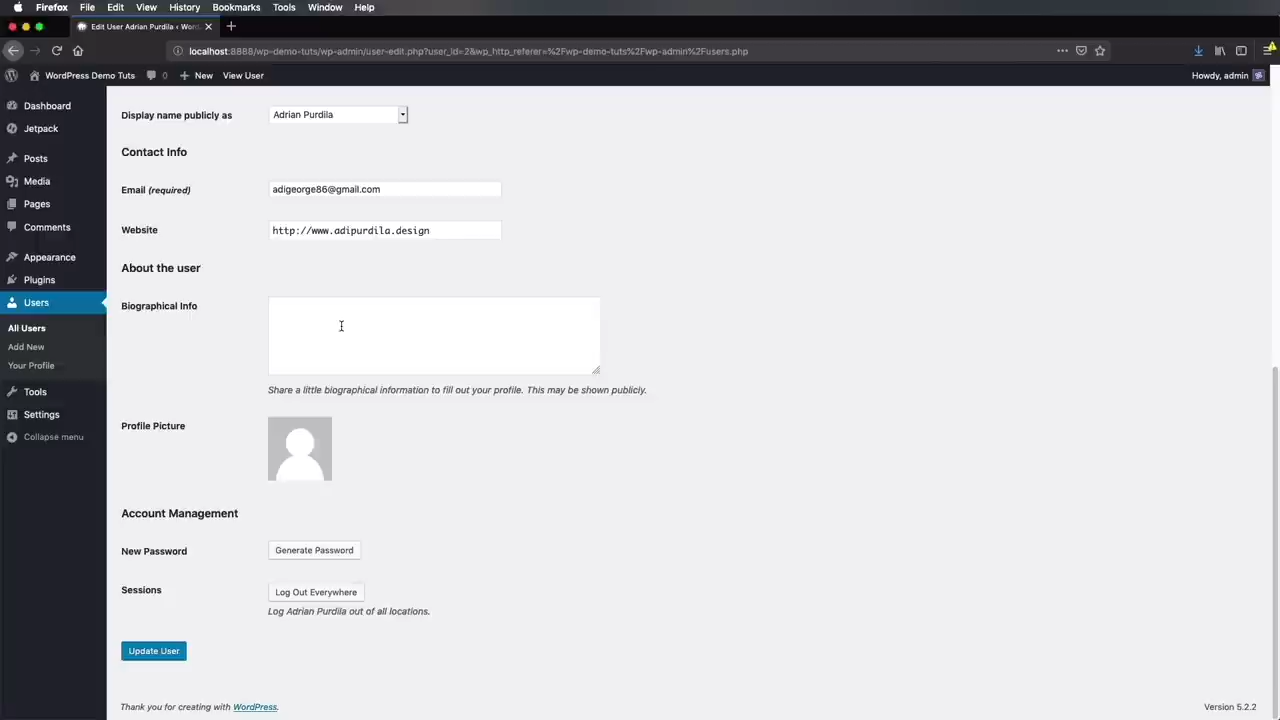 Firefox File Edit View History Bookmarks Tools Window Help
Edit User Adrian Purdila ‹ Word
localhost:8888/wp-demo-tuts/wp-admin/user-edit.php?user_id=2&wp_http_referer=%2Fwp-demo-tuts%2Fwp-admin%2Fusers.php
WordPress Demo Tuts 0 New View User Howdy, admin
Dashboard
Jetpack
Posts
Media
Pages
Comments
Appearance
Plugins
Users
All Users
Add New
Your Profile
Tools
Settings
Collapse menu
Display name publicly as Adrian Purdila
Contact Info
Email (required) adigeorge86@gmail.com
Website http://www.adipurdila.design
About the user
Biographical Info
Share a little biographical information to fill out your profile. This may be shown publicly.
Profile Picture
Account Management
New Password Generate Password
Sessions Log Out Everywhere
Log Adrian Purdila out of all locations.
Update User
Thank you for creating with WordPress. Version 5.2.2